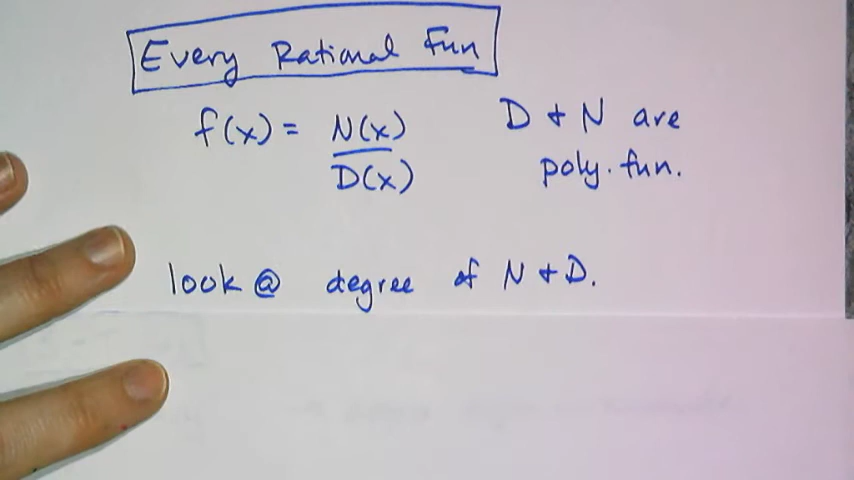 Every Rational Fun
f(x) = N(x)/D(x)
D + N are
poly. fun.
look @ degree of N + D.